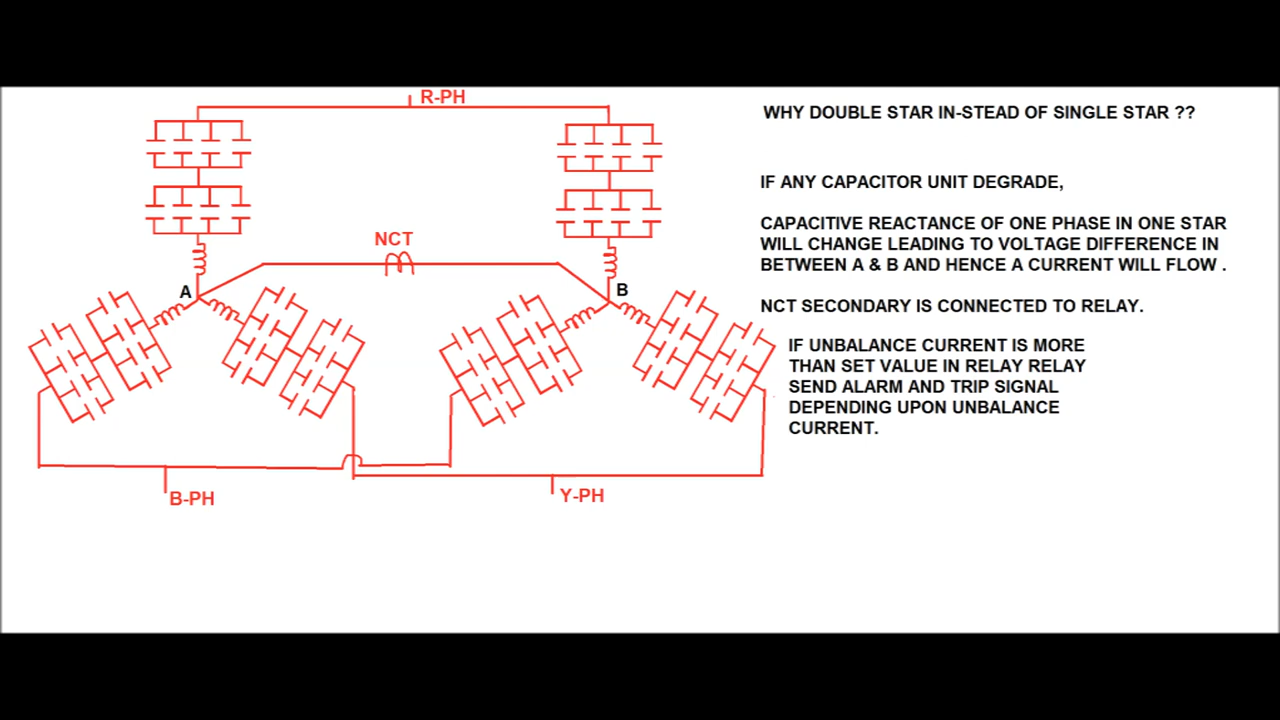 R-PH
NCT
A
B
B-PH
Y-PH
WHY DOUBLE STAR IN-STEAD OF SINGLE STAR ??
IF ANY CAPACITOR UNIT DEGRADE,
CAPACITIVE REACTANCE OF ONE PHASE IN ONE STAR
WILL CHANGE LEADING TO VOLTAGE DIFFERENCE IN
BETWEEN A & B AND HENCE A CURRENT WILL FLOW .
NCT SECONDARY IS CONNECTED TO RELAY.
IF UNBALANCE CURRENT IS MORE
THAN SET VALUE IN RELAY RELAY
SEND ALARM AND TRIP SIGNAL
DEPENDING UPON UNBALANCE
CURRENT.